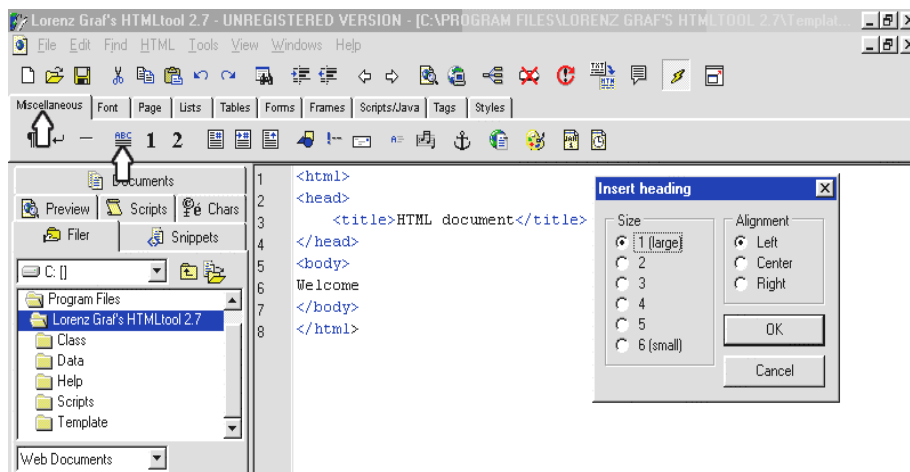 Lorenz Graf's HTMLtool 2.7 - UNREGISTERED VERSION - [C:\PROGRAM FILES\LORENZ GRAF'S HTMLTOOL 2.7\Templat...
File Edit Find HTML Tools View Windows Help
Miscellaneous Font Page Lists Tables Forms Frames Scripts/Java Tags Styles
ABC 1 2
Documents
Preview Scripts Pé Chars
Filer Snippets
C: []
Program Files
Lorenz Graf's HTMLtool 2.7
Class
Data
Help
Scripts
Template
Web Documents
1 <html>
2 <head>
3 <title>HTML document</title>
4 </head>
5 <body>
6 Welcome
7 </body>
8 </html>
Insert heading
Size
1 (large)
2
3
4
5
6 (small)
Alignment
Left
Center
Right
OK
Cancel